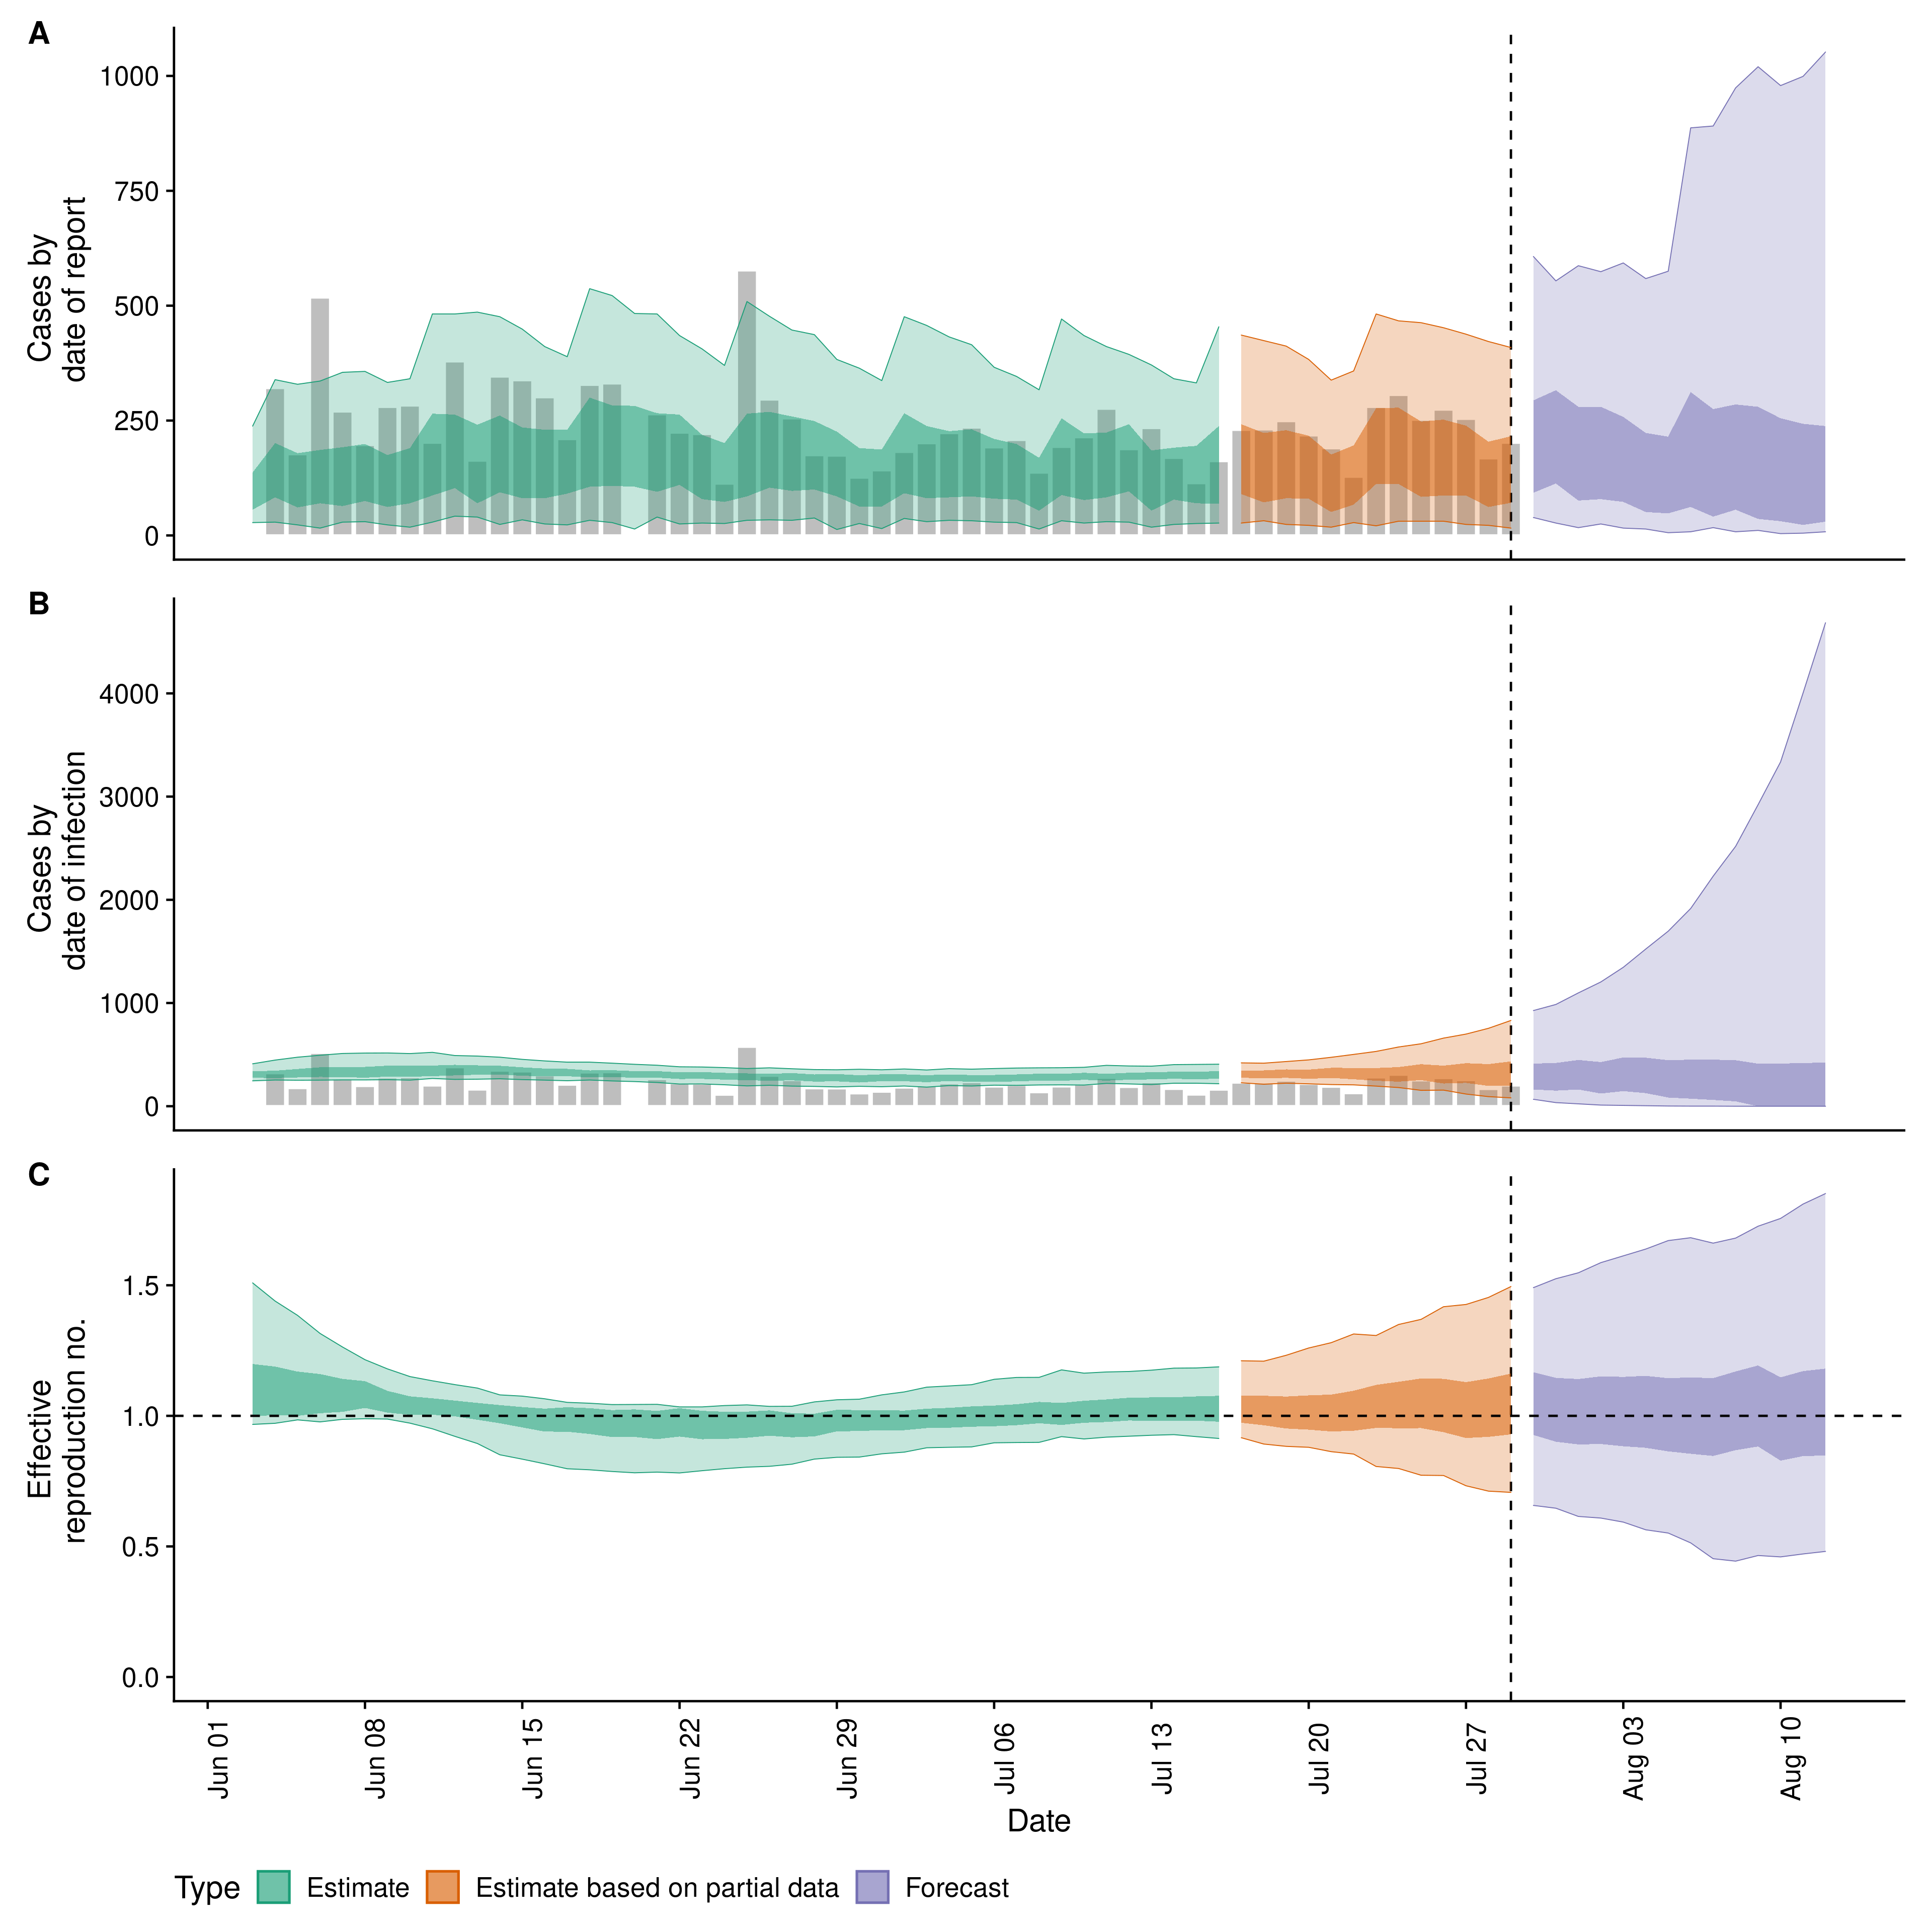 A
Cases by
date of report
1000
750
500
250
0
B
Cases by
date of infection
4000
3000
2000
1000
0
C
Effective
reproduction no.
1.5
1.0
0.5
0.0
Jun 01
Jun 08
Jun 15
Jun 22
Jun 29
Jul 06
Jul 13
Jul 20
Jul 27
Aug 03
Aug 10
Date
Type Estimate Estimate based on partial data Forecast